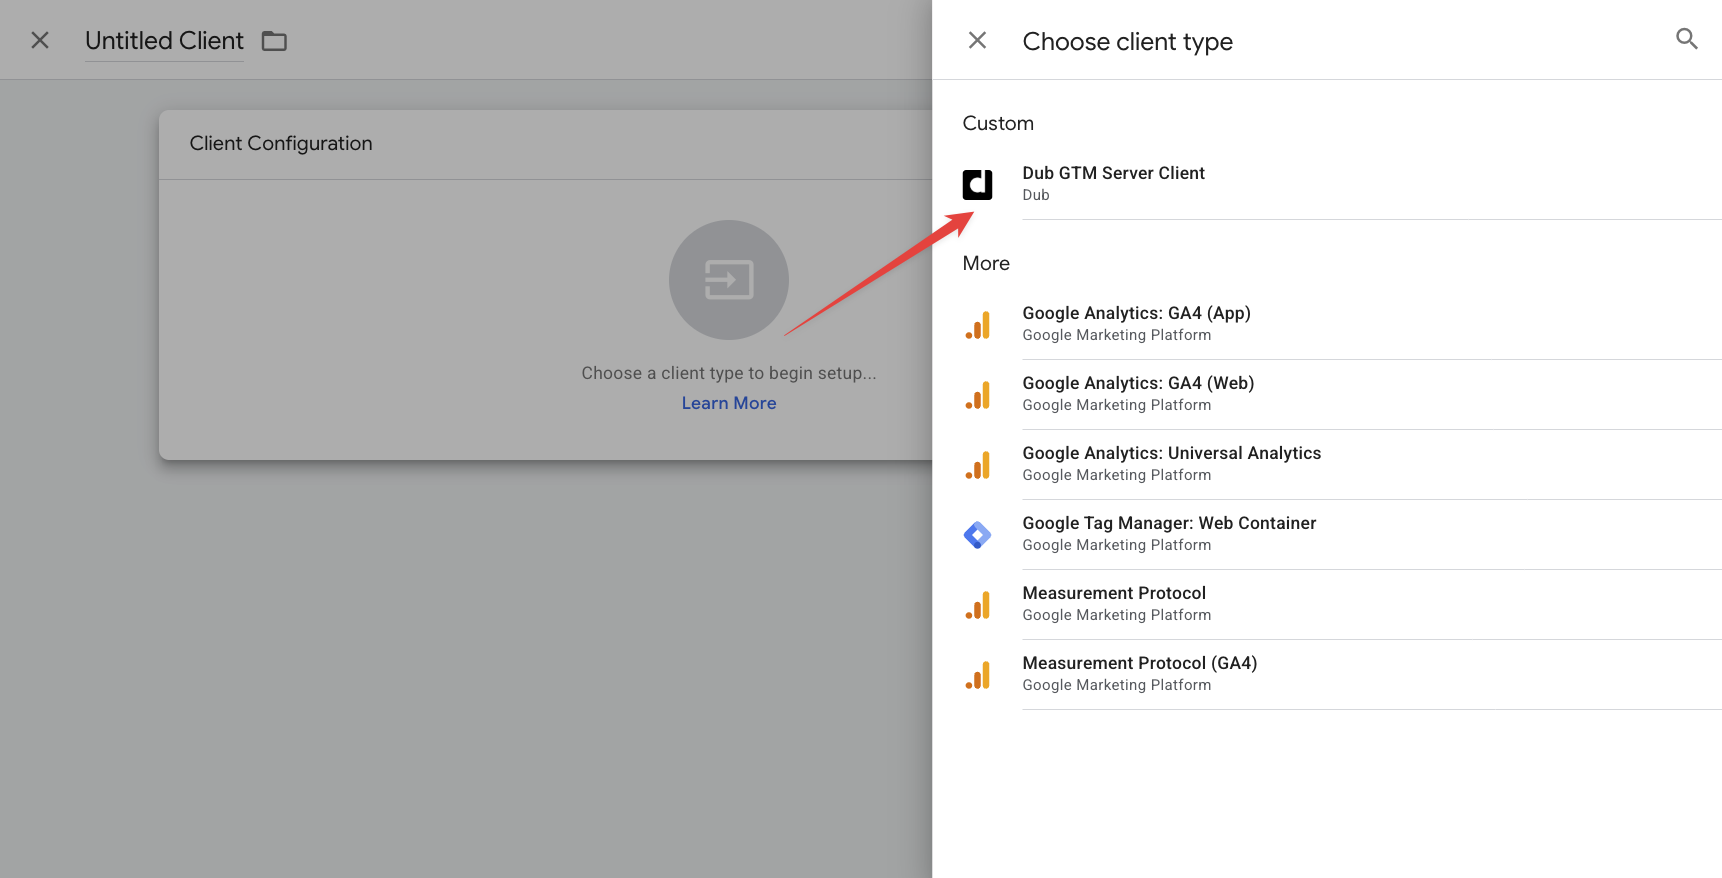 Untitled Client
Client Configuration
Choose a client type to begin setup...
Learn More
Choose client type
Custom
Dub GTM Server Client
Dub
More
Google Analytics: GA4 (App)
Google Marketing Platform
Google Analytics: GA4 (Web)
Google Marketing Platform
Google Analytics: Universal Analytics
Google Marketing Platform
Google Tag Manager: Web Container
Google Marketing Platform
Measurement Protocol
Google Marketing Platform
Measurement Protocol (GA4)
Google Marketing Platform